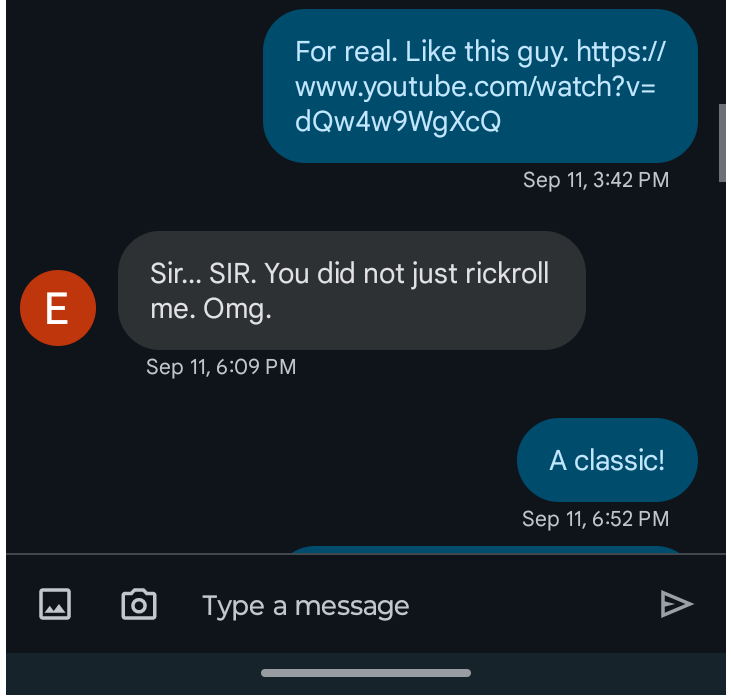 For real. Like this guy. https://
www.youtube.com/watch?v=
dQw4w9WgXcQ
Sep 11, 3:42 PM
Sir... SIR. You did not just rickroll
me. Omg.
E
Sep 11, 6:09 PM
A classic!
Sep 11, 6:52 PM
Type a message